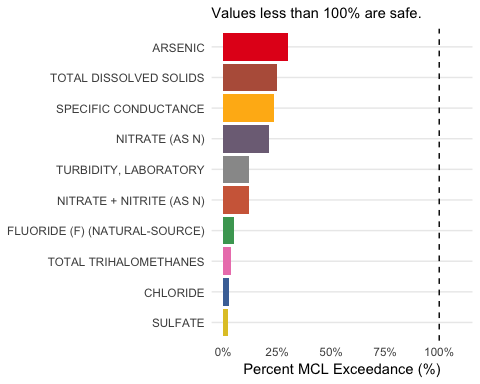 Values less than 100% are safe.
ARSENIC
TOTAL DISSOLVED SOLIDS
SPECIFIC CONDUCTANCE
NITRATE (AS N)
TURBIDITY, LABORATORY
NITRATE + NITRITE (AS N)
FLUORIDE (F) (NATURAL-SOURCE)
TOTAL TRIHALOMETHANES
CHLORIDE
SULFATE
0% 25% 50% 75% 100%
Percent MCL Exceedance (%)